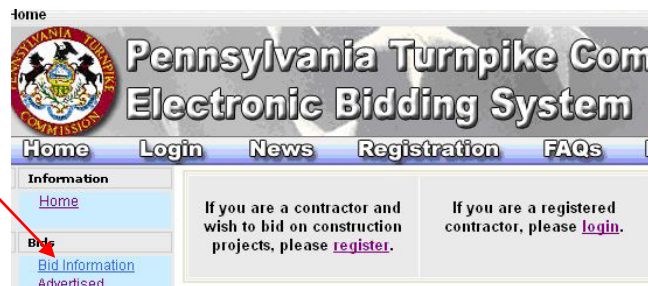 Home
Pennsylvania Turnpike Com
Electronic Bidding System
Home Login News Registration FAQs
Information
Home
Bids
Bid Information
Advertised
If you are a contractor and
wish to bid on construction
projects, please register.
If you are a registered
contractor, please login.